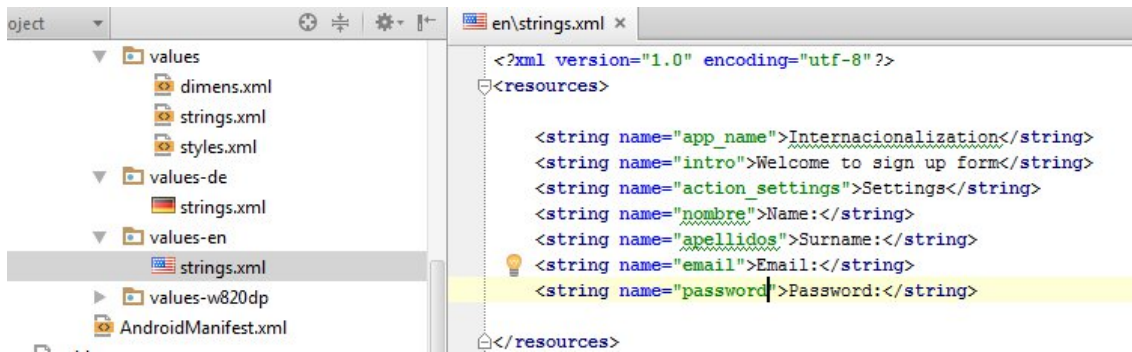 oject
values
dimens.xml
strings.xml
styles.xml
values-de
strings.xml
values-en
strings.xml
values-w820dp
AndroidManifest.xml
en\strings.xml
<?xml version="1.0" encoding="utf-8"?>
<resources>
<string name="app_name">Internacionalization</string>
<string name="intro">Welcome to sign up form</string>
<string name="action_settings">Settings</string>
<string name="nombre">Name:</string>
<string name="apellidos">Surname:</string>
<string name="email">Email:</string>
<string name="password">Password:</string>
</resources>